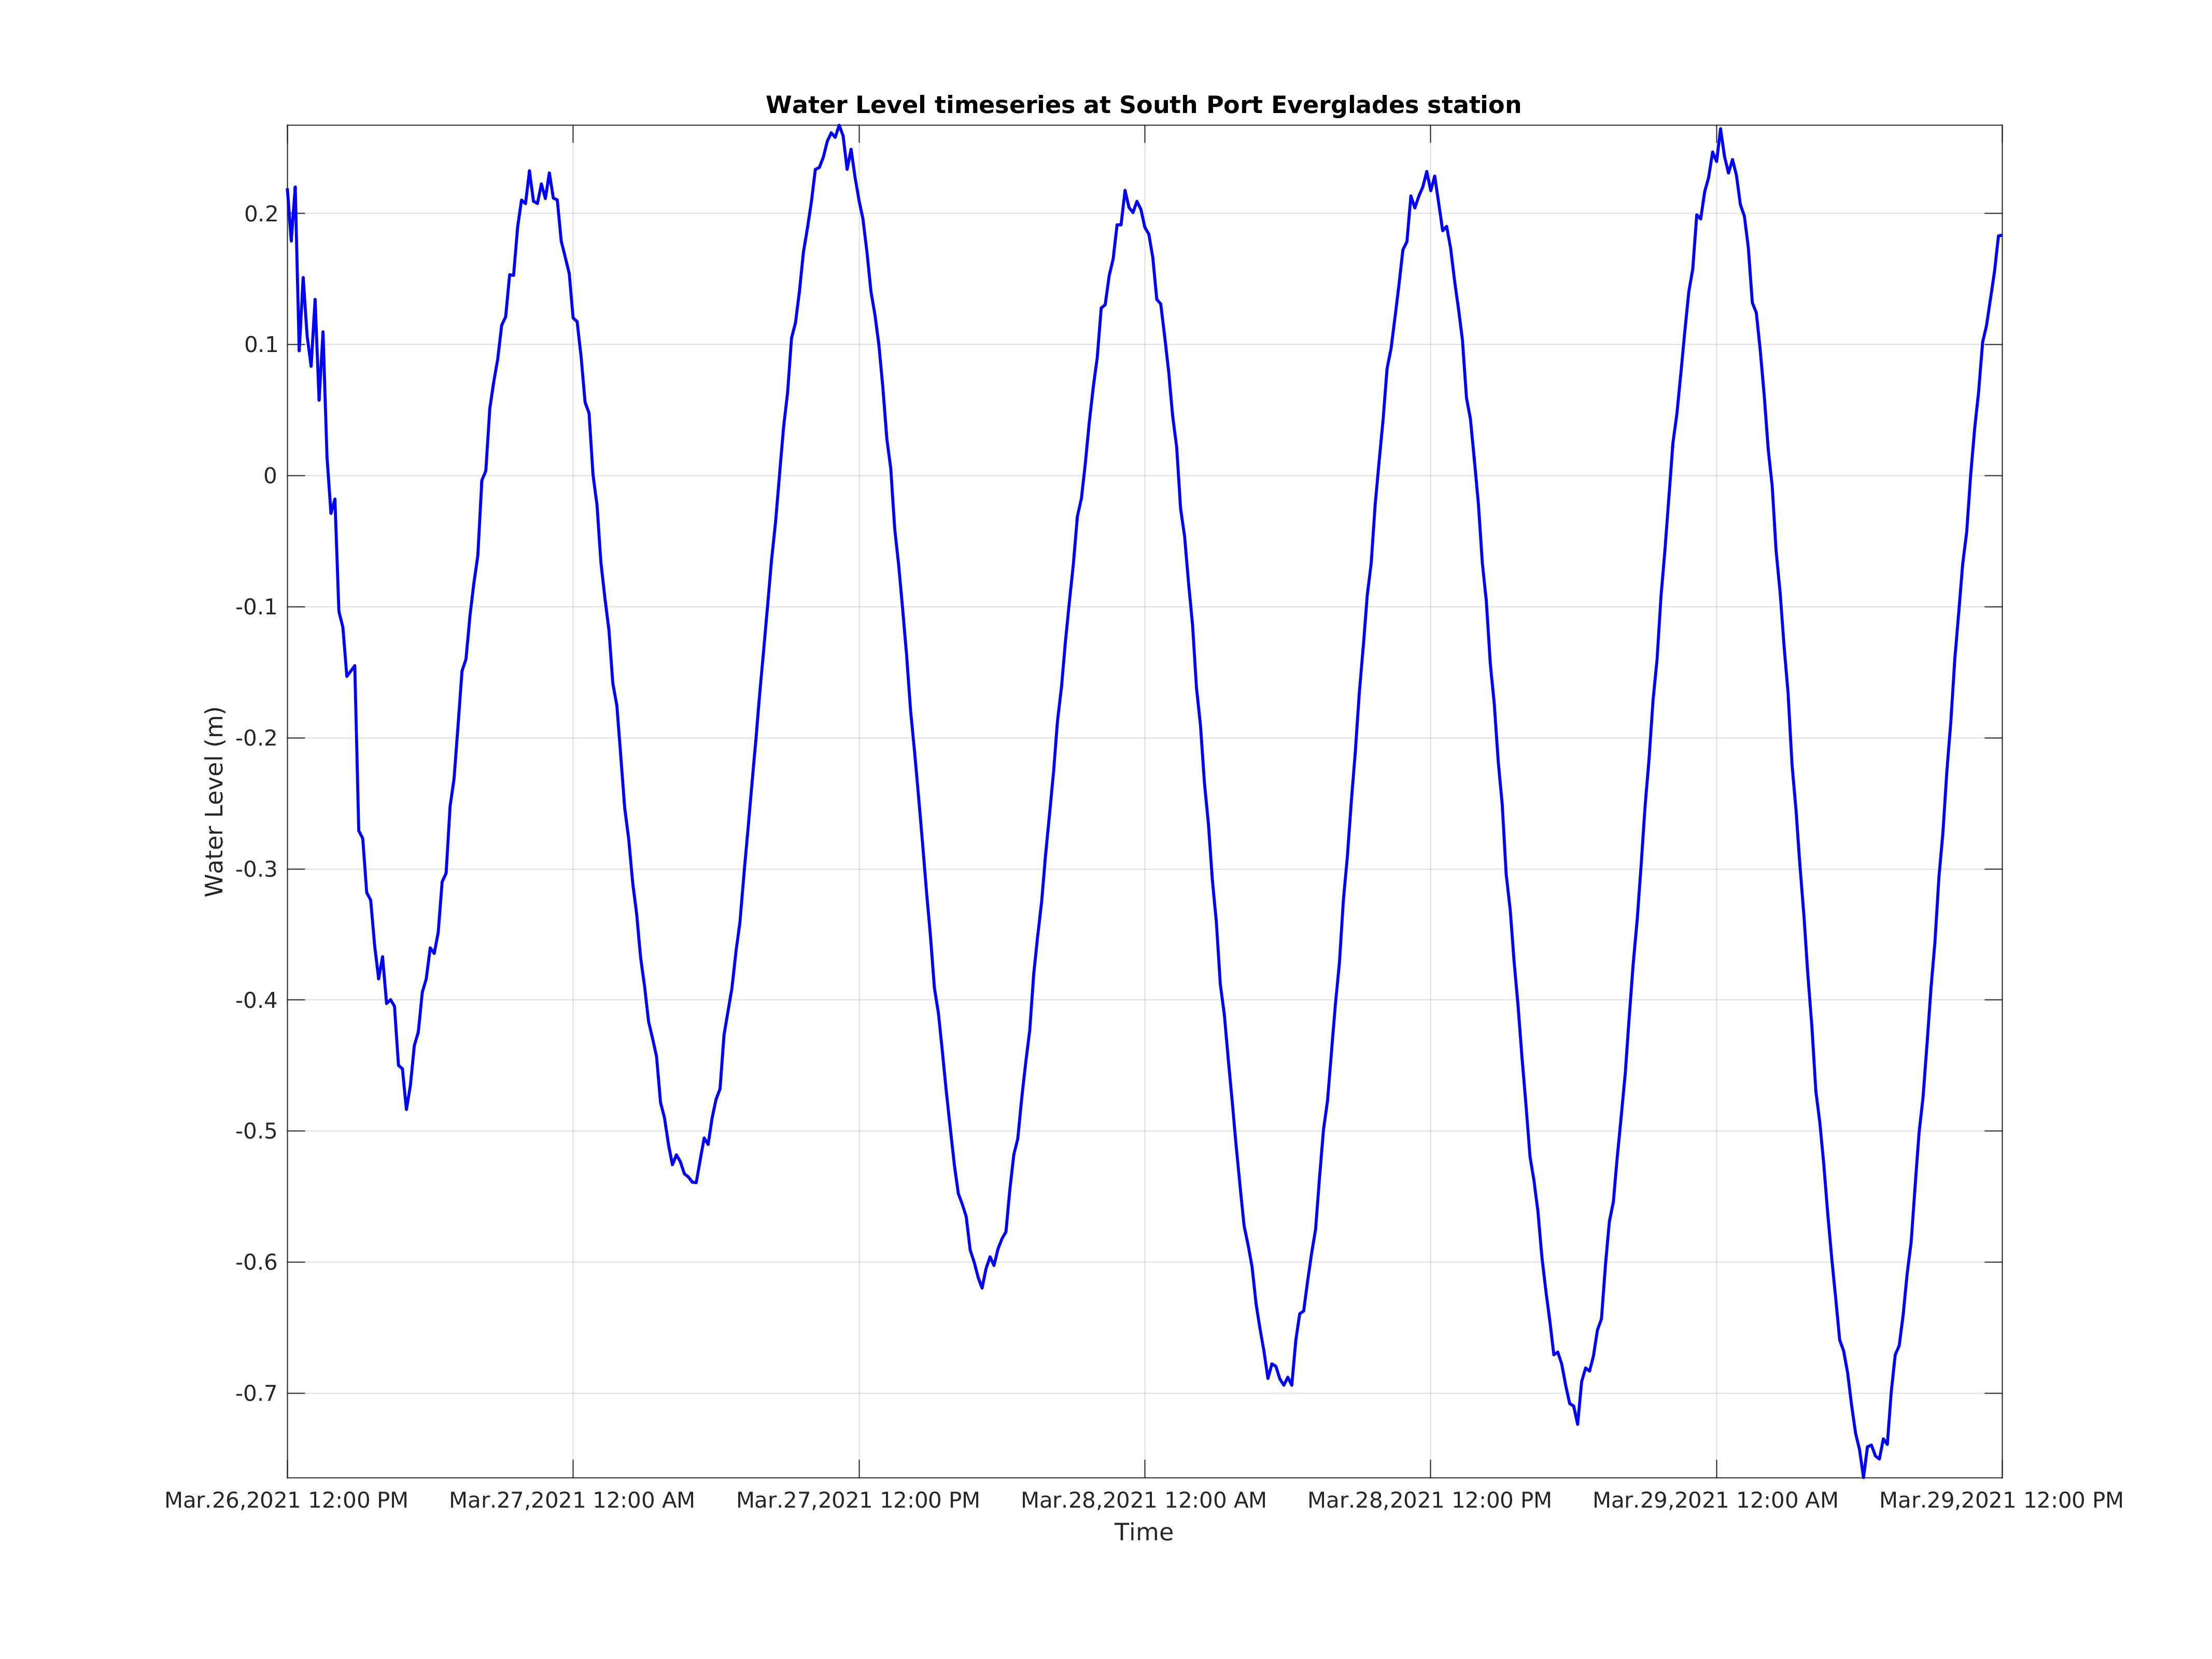 Water Level timeseries at South Port Everglades station
0.2
0.1
0
-0.1
-0.2
-0.3
-0.4
-0.5
-0.6
-0.7
Water Level (m)
Mar.26,2021 12:00 PM
Mar.27,2021 12:00 AM
Mar.27,2021 12:00 PM
Mar.28,2021 12:00 AM
Mar.28,2021 12:00 PM
Mar.29,2021 12:00 AM
Mar.29,2021 12:00 PM
Time